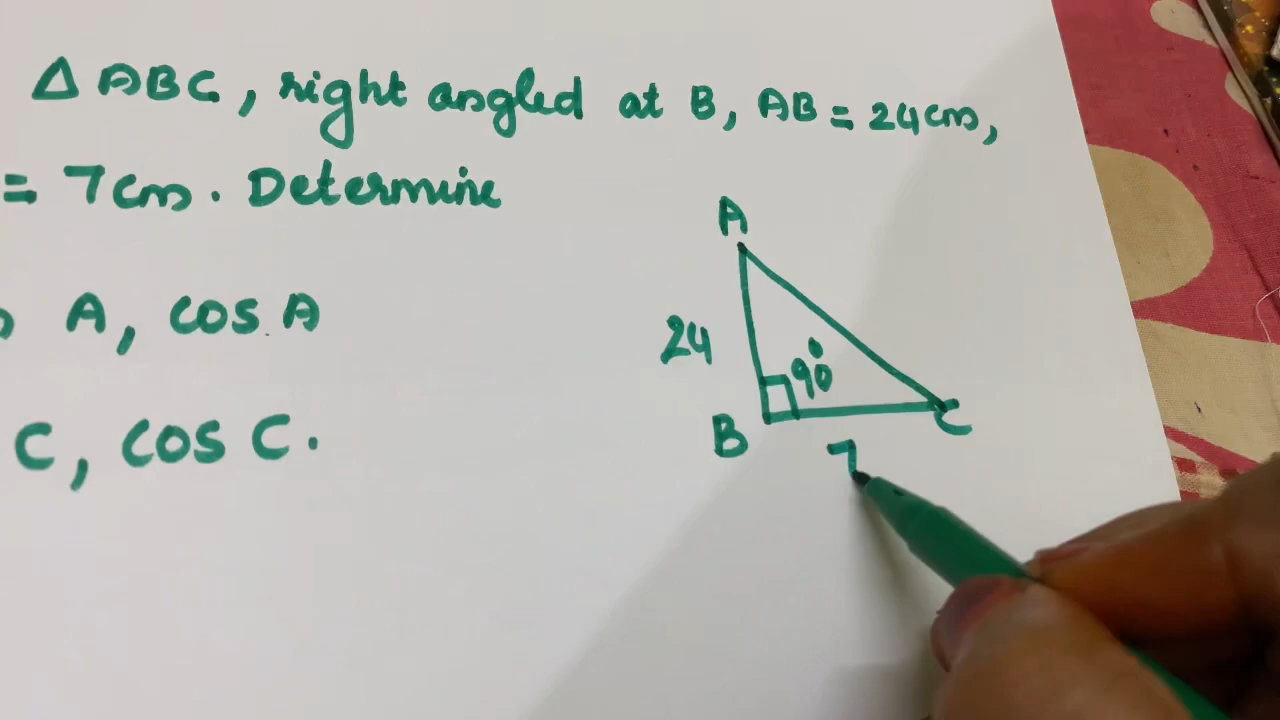 △ ABC, right angled at B, AB = 24cm,
= 7cm. Determine
A, cos A
C, cos C.
A
24
90°
B
C
7